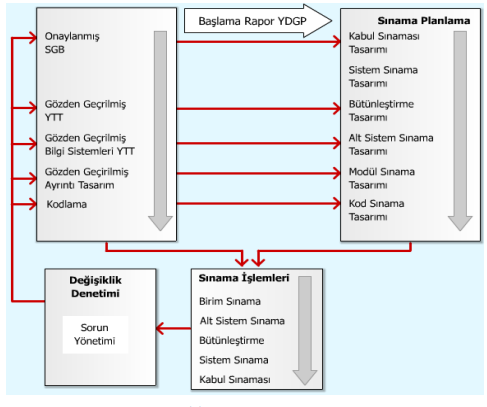 Başlama Rapor YDGP
Onaylanmış
SGB
Gözden Geçrilmiş
YTT
Gözden Geçirilmiş
Bilgi Sistemleri YTT
Gözden Geçirilmiş
Ayrıntı Tasarım
Kodlama
Sınama Planlama
Kabul Sınaması
Tasarımı
Sistem Sınama
Tasarımı
Bütünleştirme
Tasarımı
Alt Sistem Sınama
Tasarımı
Modül Sınama
Tasarımı
Kod Sınama
Tasarımı
Değişiklik
Denetimi
Sorun
Yönetimi
Sınama İşlemleri
Birim Sınama
Alt Sistem Sınama
Bütünleştirme
Sistem Sınama
Kabul Sınaması